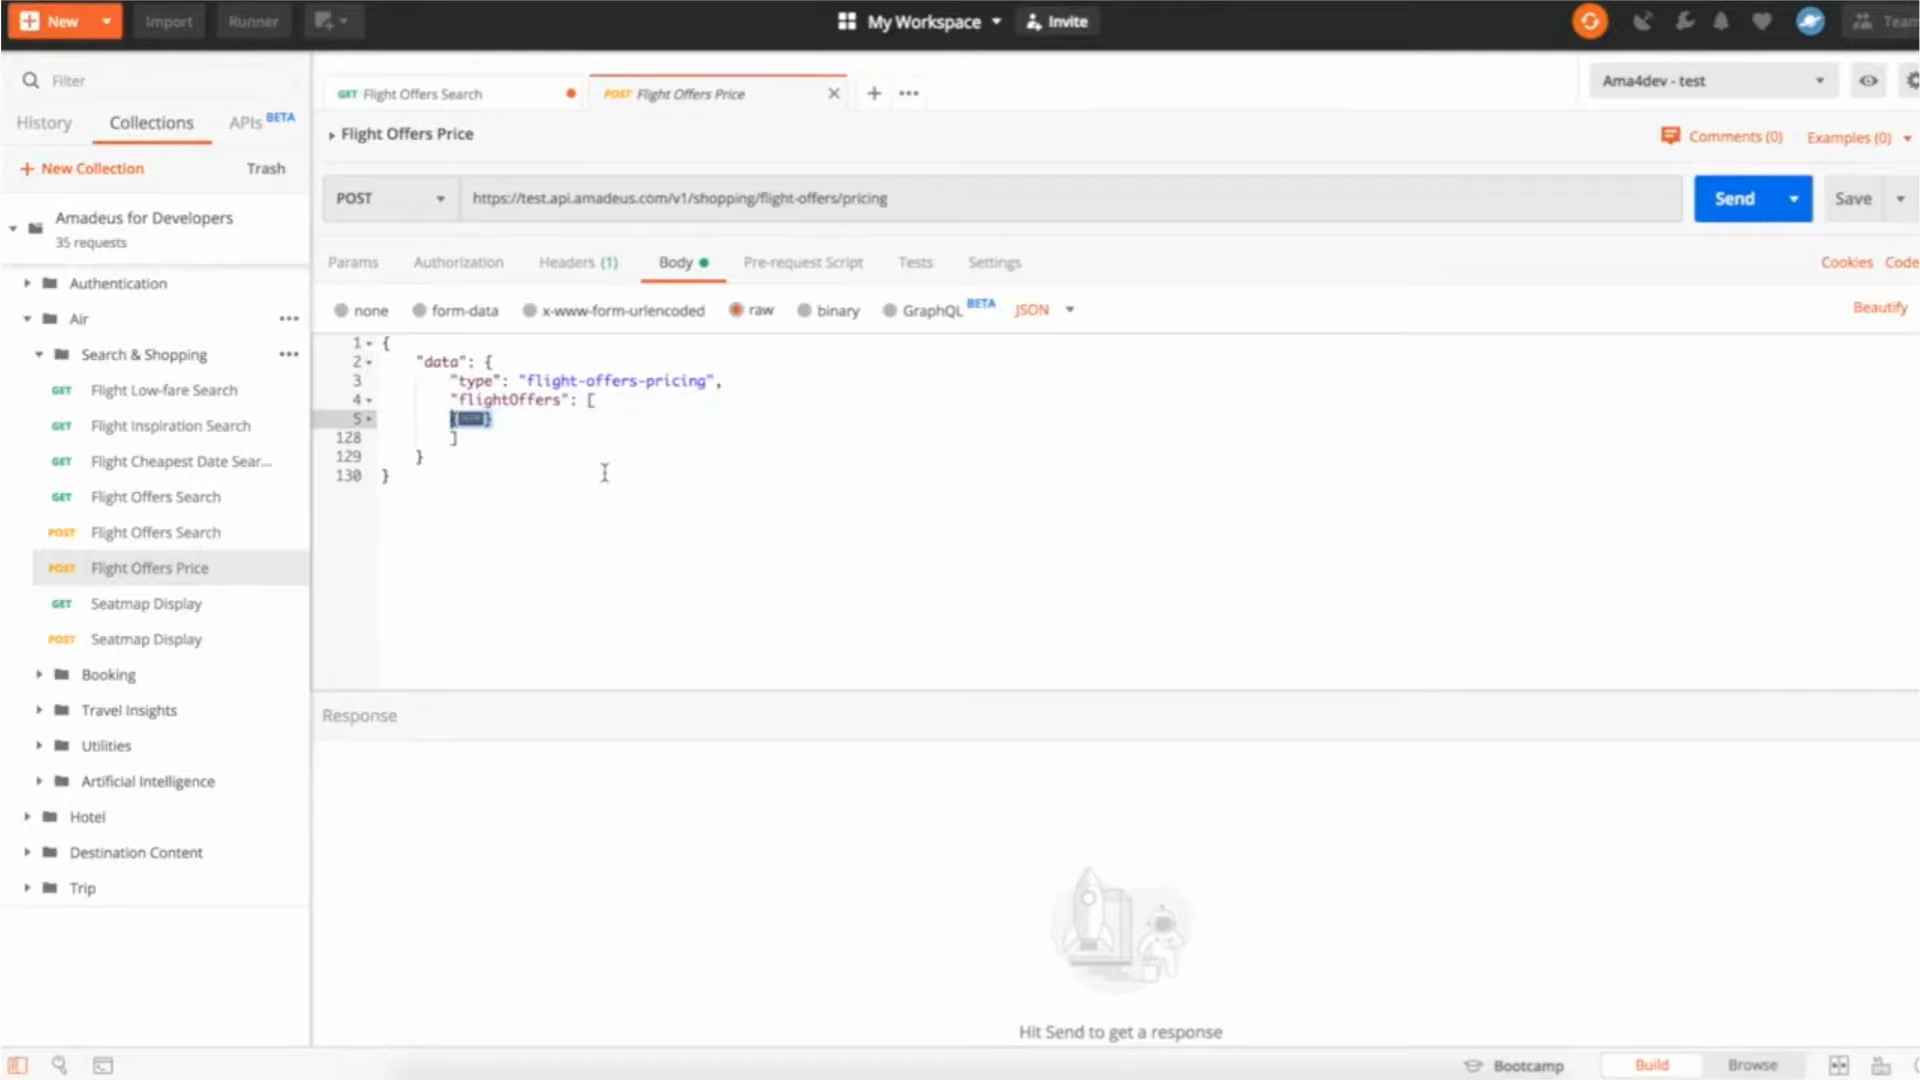 New
Import
Runner
My Workspace
Invite
Team
Filter
GET Flight Offers Search
POST Flight Offers Price
Ama4dev - test
History
Collections
APIs BETA
Flight Offers Price
Comments (0)
Examples (0)
+ New Collection
Trash
POST
https://test.api.amadeus.com/v1/shopping/flight-offers/pricing
Send
Save
Amadeus for Developers
35 requests
Params
Authorization
Headers (1)
Body
Pre-request Script
Tests
Settings
Cookies
Code
none
form-data
x-www-form-urlencoded
raw
binary
GraphQL BETA
JSON
Beautify
Authentication
Air
Search & Shopping
GET Flight Low-fare Search
GET Flight Inspiration Search
GET Flight Cheapest Date Sear...
GET Flight Offers Search
POST Flight Offers Search
POST Flight Offers Price
GET Seatmap Display
POST Seatmap Display
Booking
Travel Insights
Utilities
Artificial Intelligence
Hotel
Destination Content
Trip
1 {
2 "data": {
3 "type": "flight-offers-pricing",
4 "flightOffers": [
5 {...}
128 ]
129 }
130 }
Response
Hit Send to get a response
Bootcamp
Build
Browse